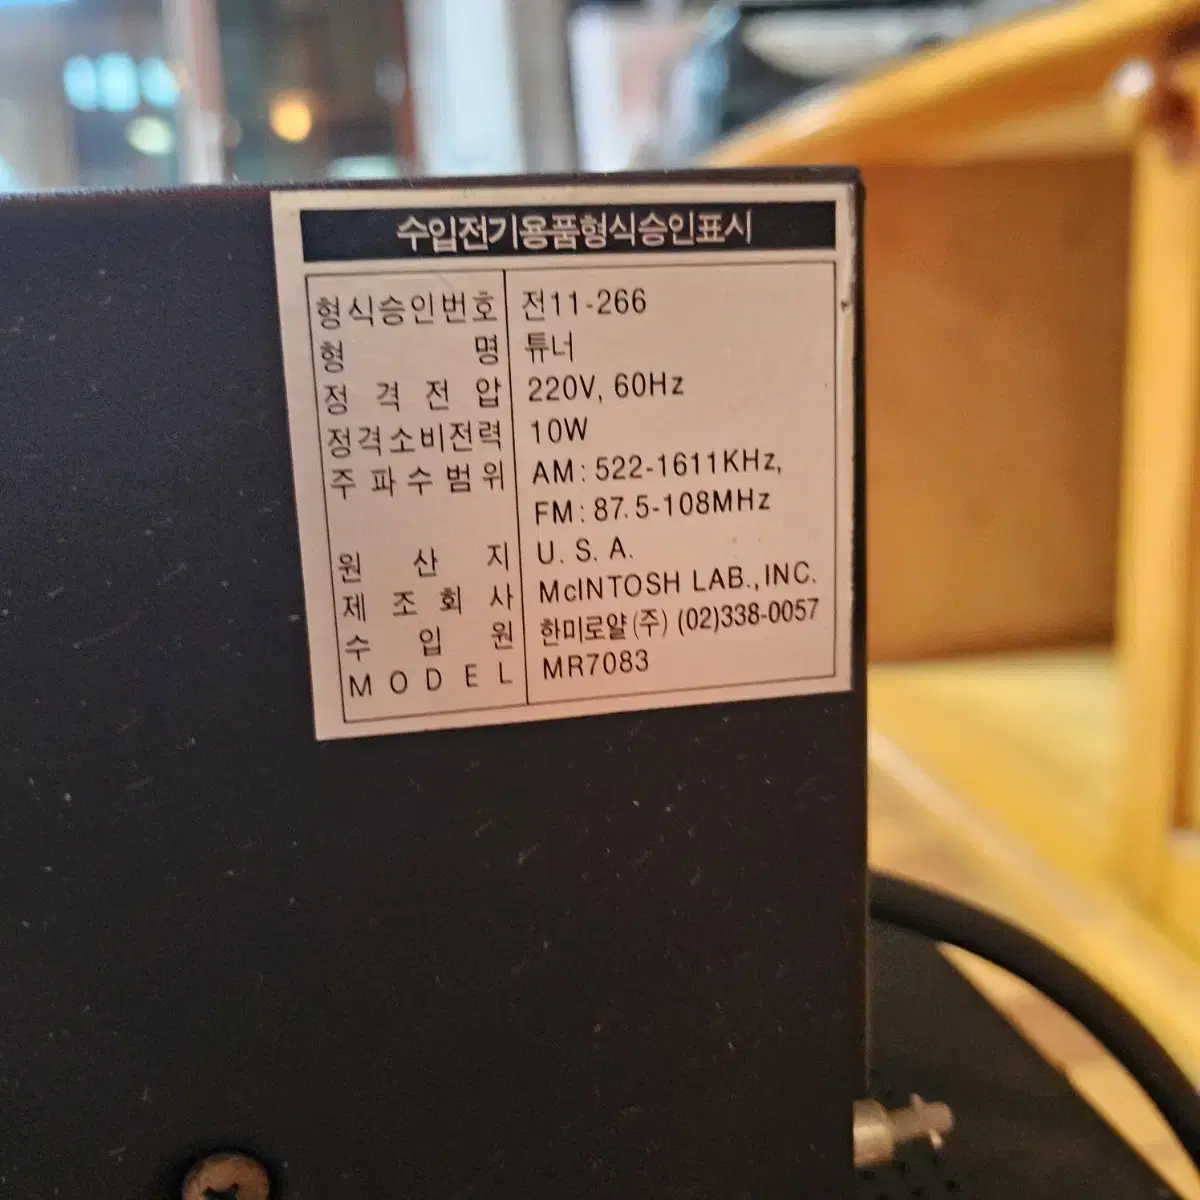 수입전기용품형식승인표시
형식승인번호 전11-266
형 명 튜너
정 격 전 압 220V, 60Hz
정격소비전력 10W
주 파 수 범 위 AM : 522-1611KHz,
FM : 87.5-108MHz
원 산 지 U. S. A.
제 조 회 사 McINTOSH LAB., INC.
수 입 원 한미로얄(주) (02)338-0057
M O D E L MR7083